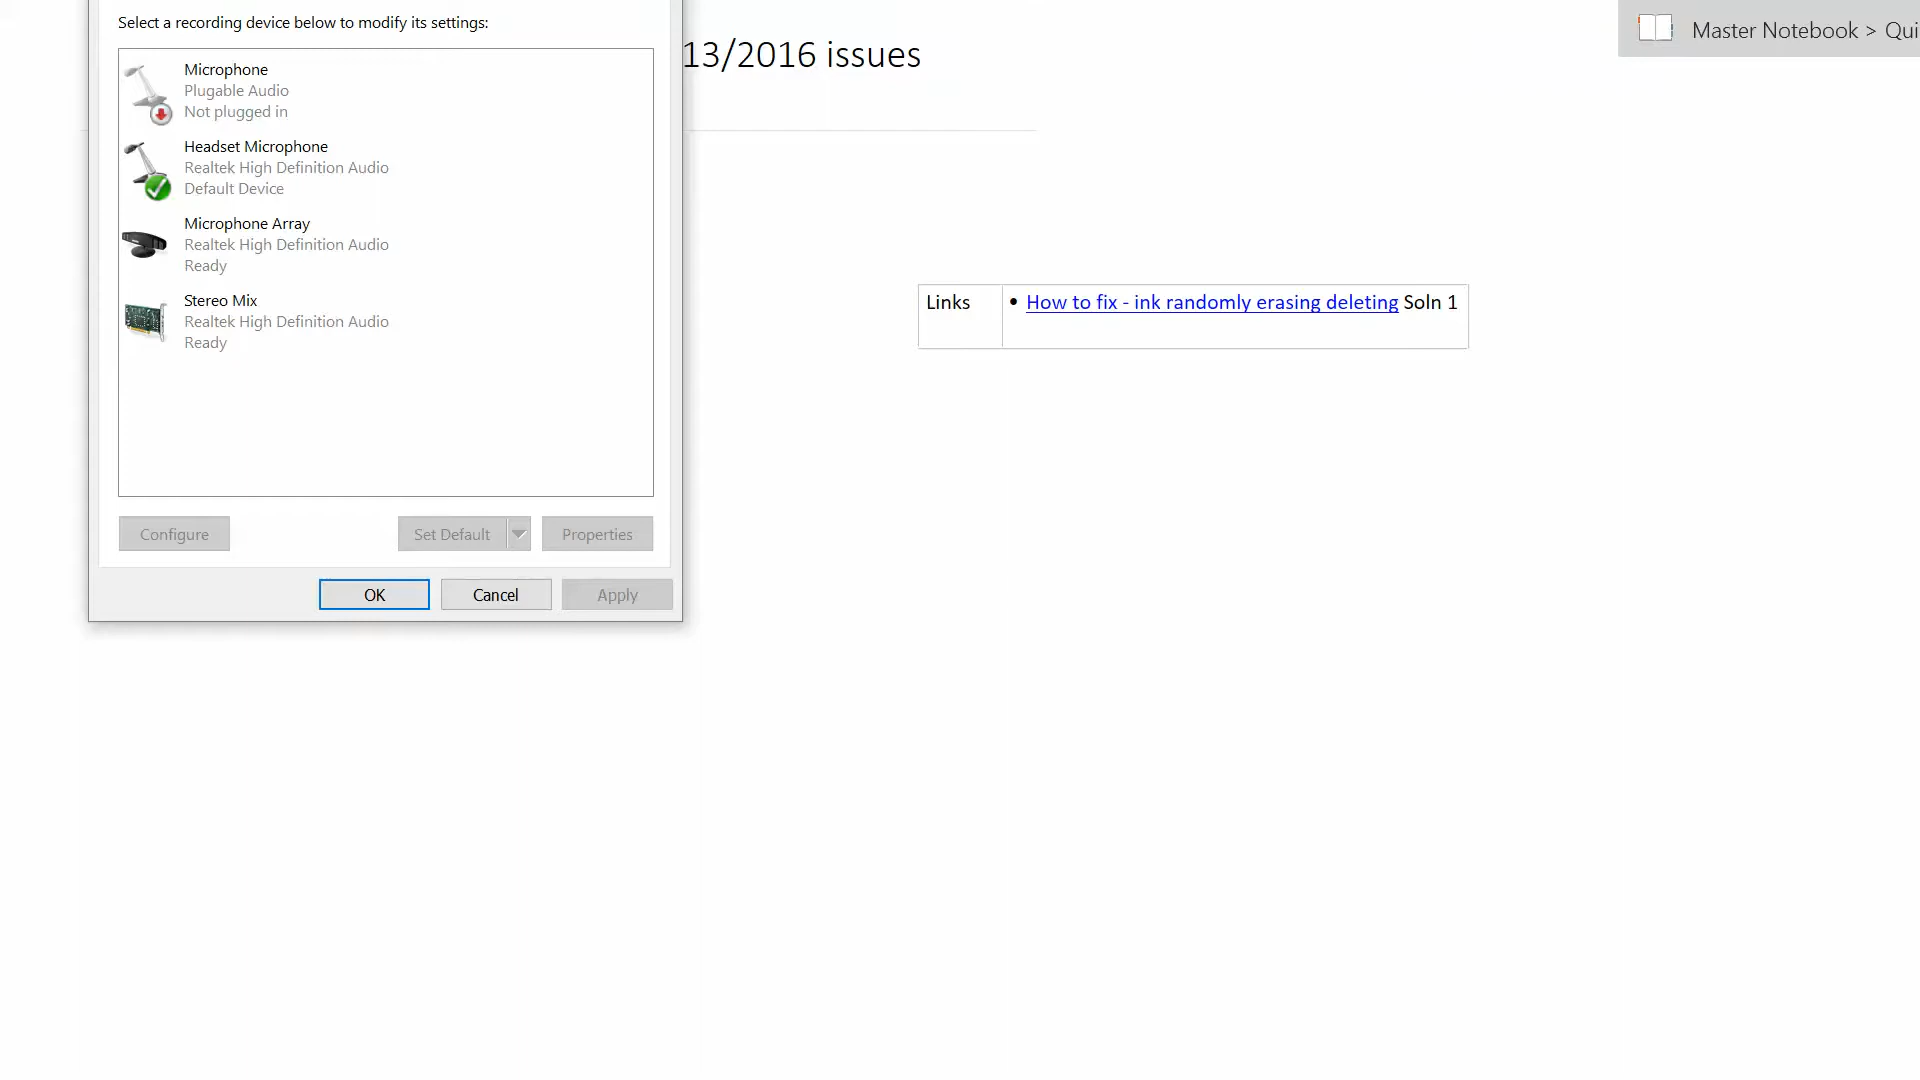 Select a recording device below to modify its settings:
Microphone
Plugable Audio
Not plugged in
Headset Microphone
Realtek High Definition Audio
Default Device
Microphone Array
Realtek High Definition Audio
Ready
Stereo Mix
Realtek High Definition Audio
Ready
Configure
Set Default
Properties
OK
Cancel
Apply
13/2016 issues
Links
• How to fix - ink randomly erasing deleting Soln 1
Master Notebook > Qui